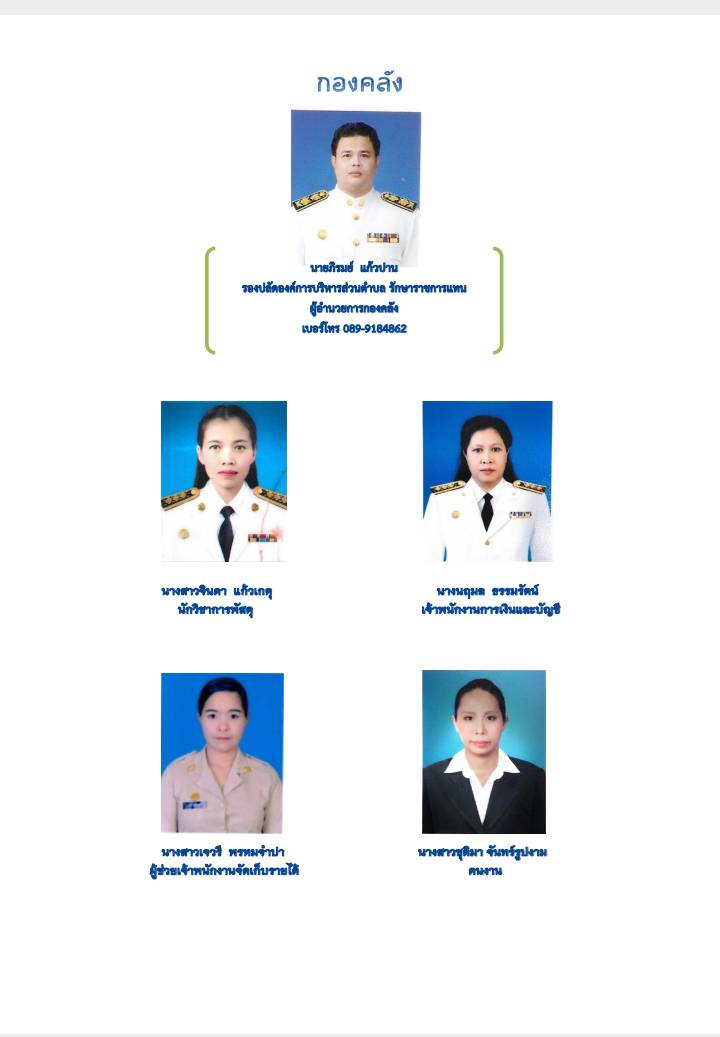 กองคลัง
นายภิรมย์ แก้วปาน
รองปลัดองค์การบริหารส่วนตำบล รักษาราชการแทน
ผู้อำนวยการกองคลัง
เบอร์โทร 089-9184862
นางสาวจินดา แก้วเกตุ
นักวิชาการพัสดุ
นางนฤมล ธรรมรัตน์
เจ้าพนักงานการเงินและบัญชี
นางสาวเจวรี พรหมจำปา
ผู้ช่วยเจ้าพนักงานจัดเก็บรายได้
นางสาวชุติมา จันทร์รูปงาม
คนงาน